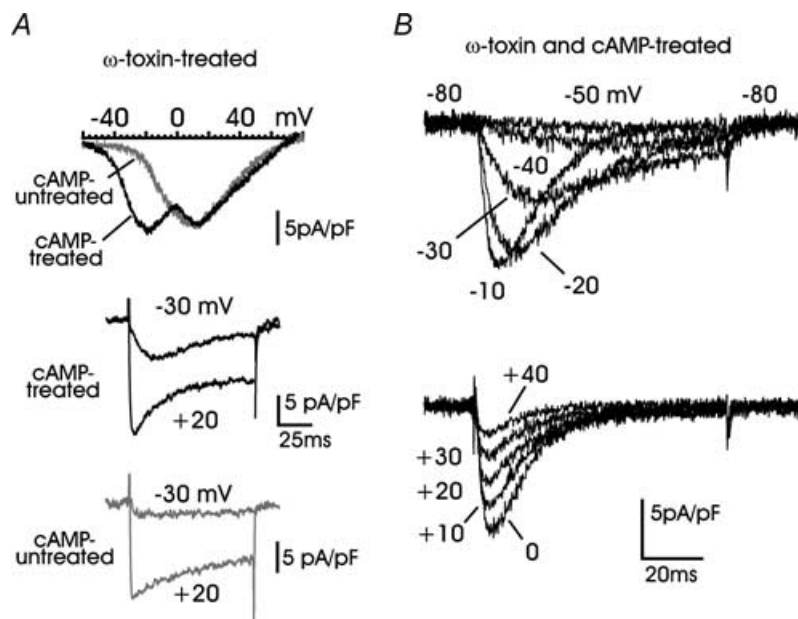 A
ω-toxin-treated
-40 0 40 mV
cAMP-
untreated
cAMP-
treated
5pA/pF
-30 mV
cAMP-
treated
+20
5 pA/pF
25ms
-30 mV
cAMP-
untreated
+20
5 pA/pF
B
ω-toxin and cAMP-treated
-80 -50 mV -80
-40
-30
-10
-20
+40
+30
+20
+10
0
5pA/pF
20ms